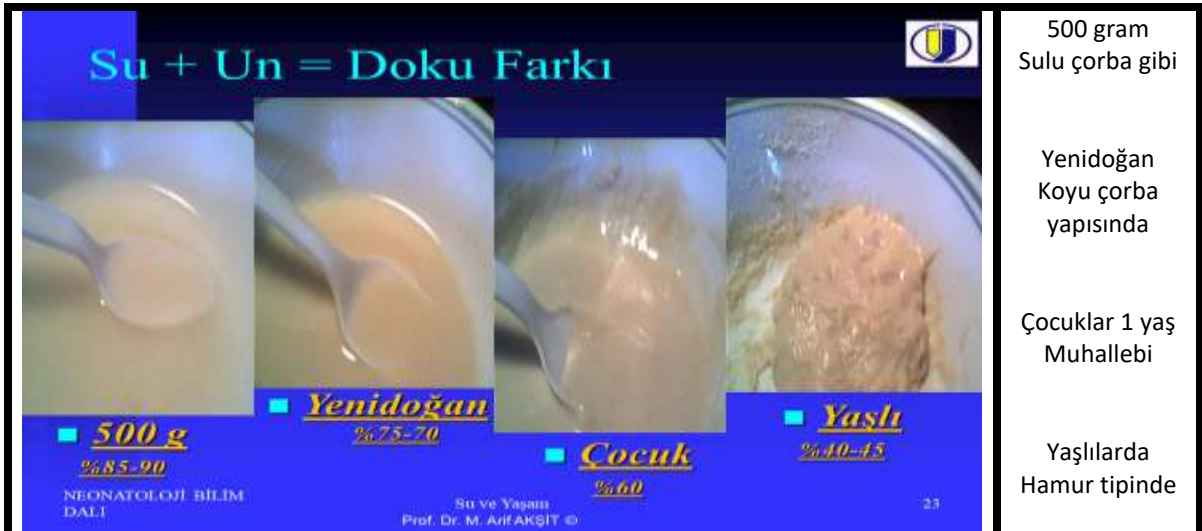 Su + Un = Doku Farkı
500 g
%85-90
Yenidoğan
%75-70
Çocuk
%60
Yaşlı
%40-45
NEONATOLOJİ BİLİM
DALI
Su ve Yaşam
Prof. Dr. M. Arif AKŞİT ©
23
500 gram
Sulu çorba gibi
Yenidoğan
Koyu çorba
yapısında
Çocuklar 1 yaş
Muhallebi
Yaşlılarda
Hamur tipinde